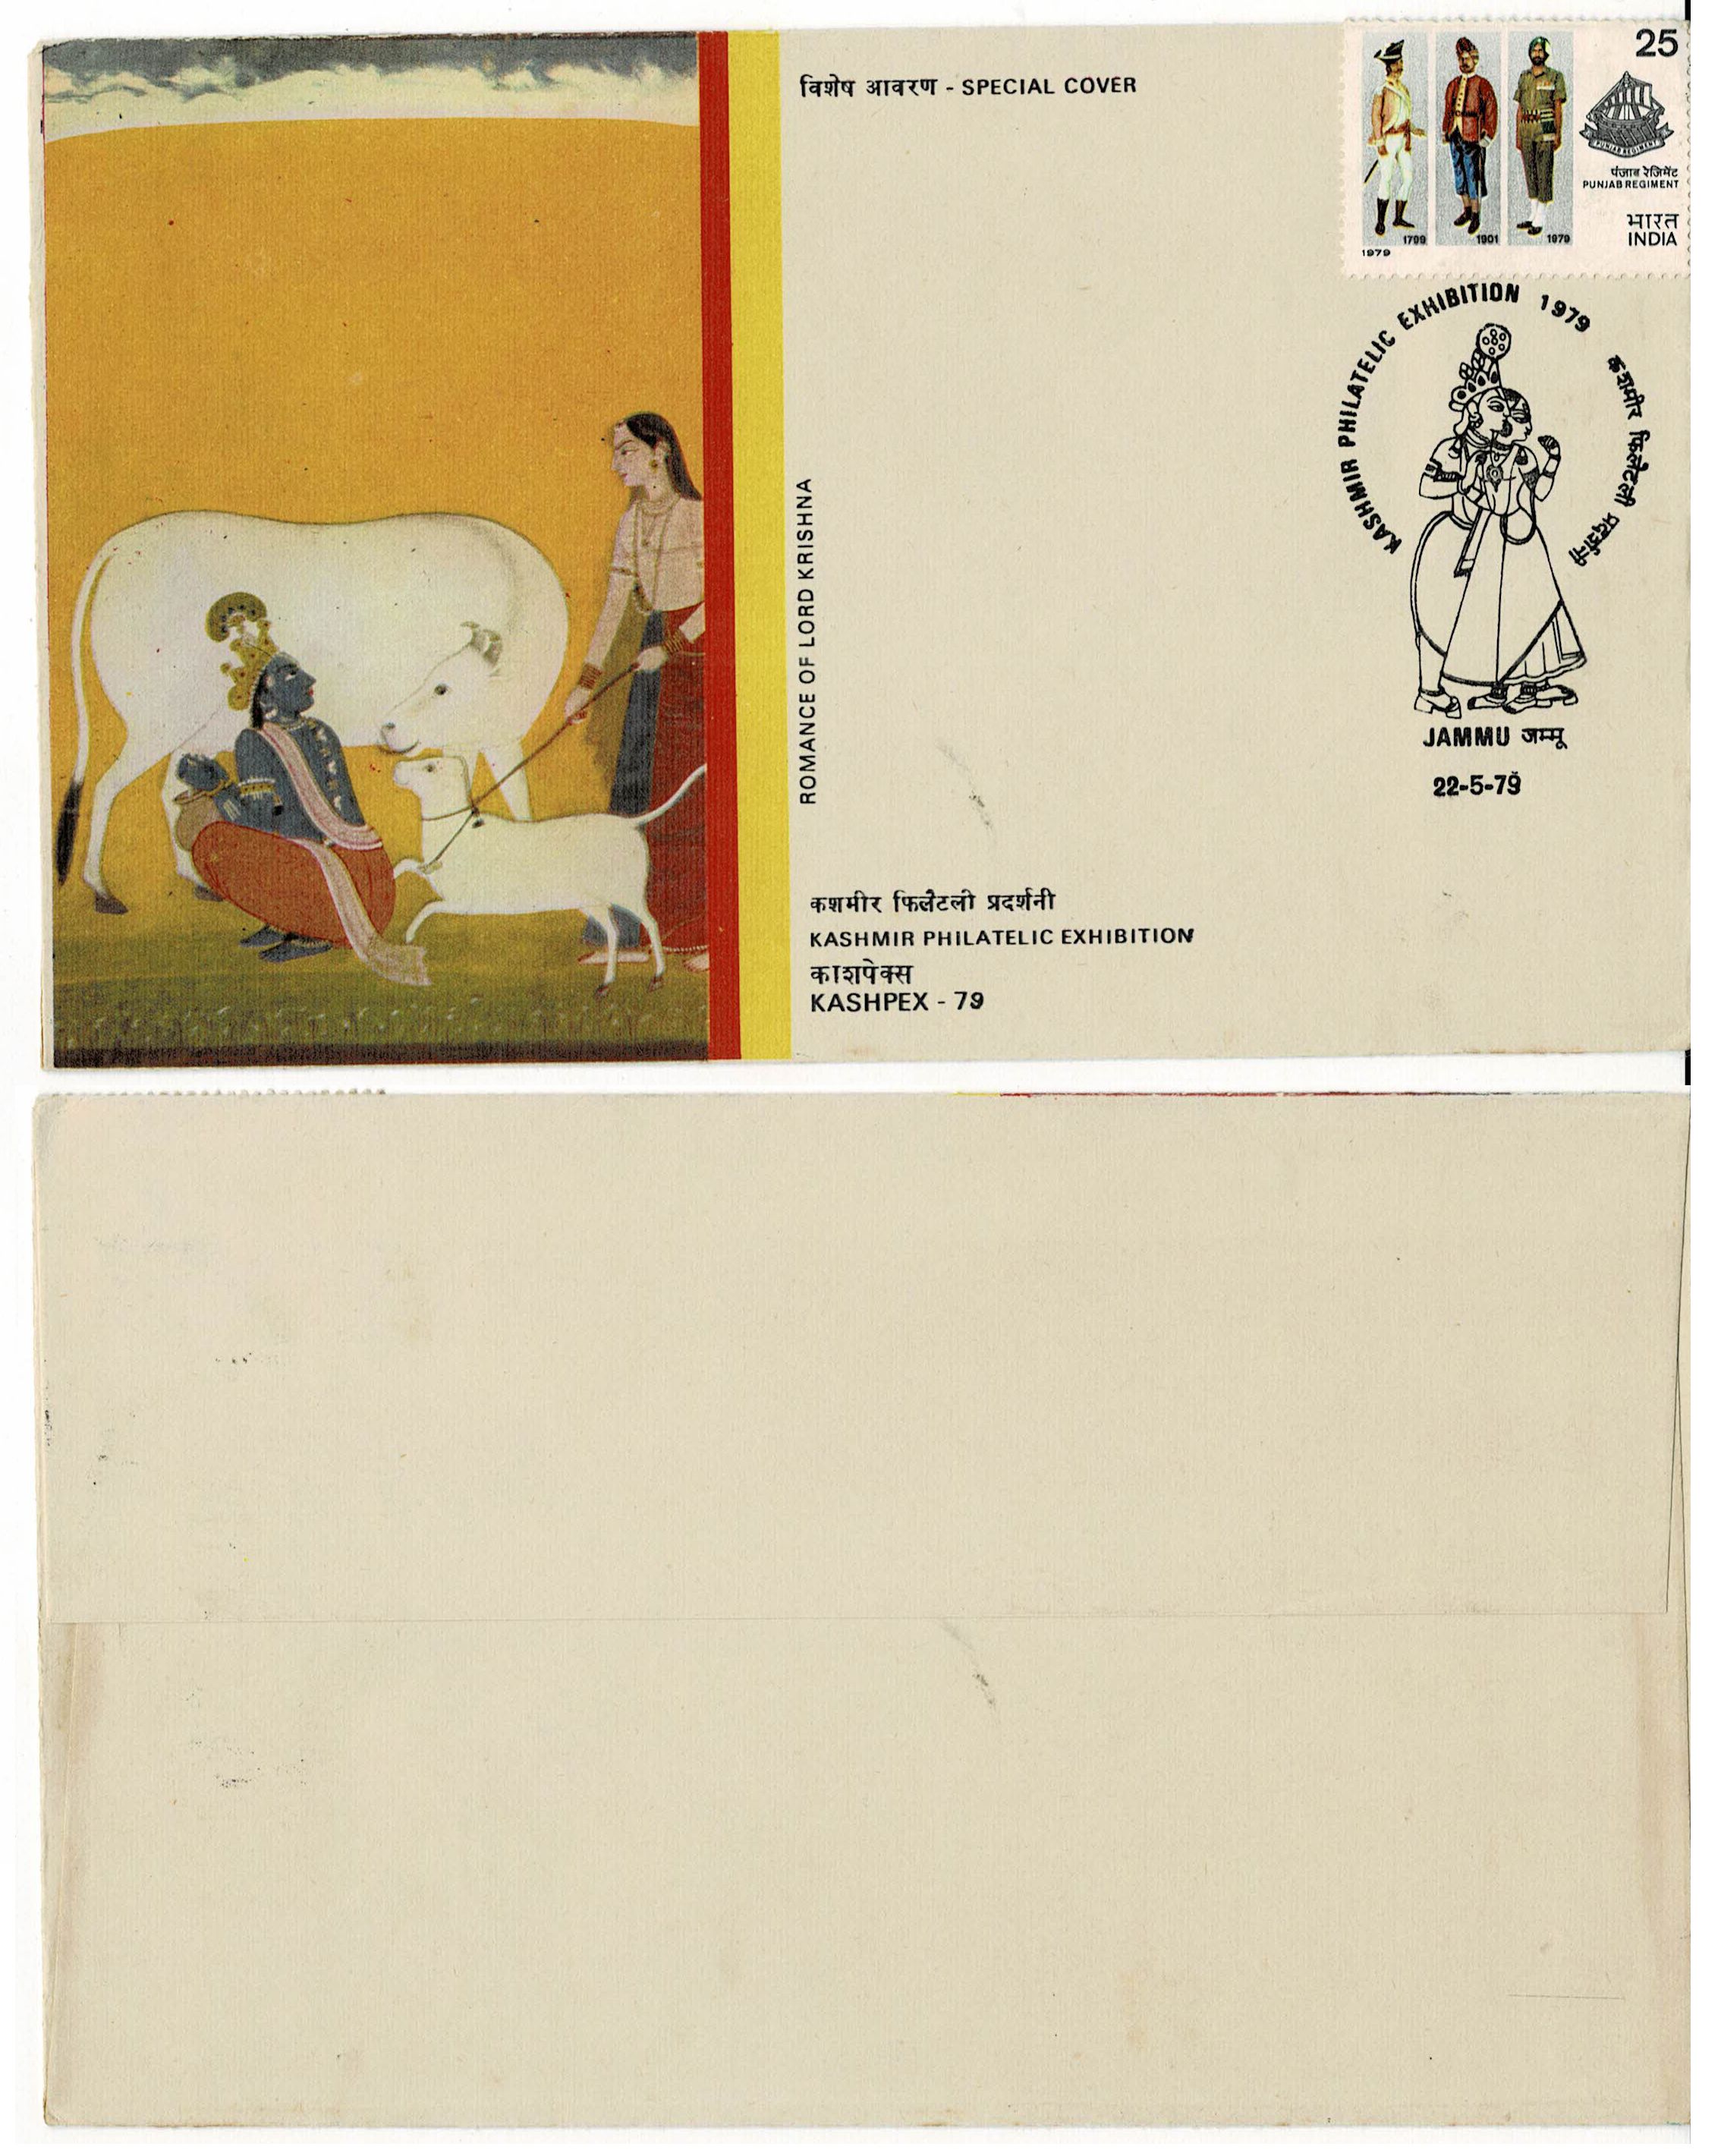 विशेष आवरण - SPECIAL COVER
25
PUNJAB REGIMENT
पंजाब रेजिमेंट
PUNJAB REGIMENT
भारत
INDIA
1799
1901
1979
1979
KASHMIR PHILATELIC EXHIBITION 1979
कशमीर फिलैटली प्रदर्शनी
JAMMU जम्मू
22-5-79
ROMANCE OF LORD KRISHNA
कशमीर फिलैटली प्रदर्शनी
KASHMIR PHILATELIC EXHIBITION
काशपेक्स
KASHPEX - 79